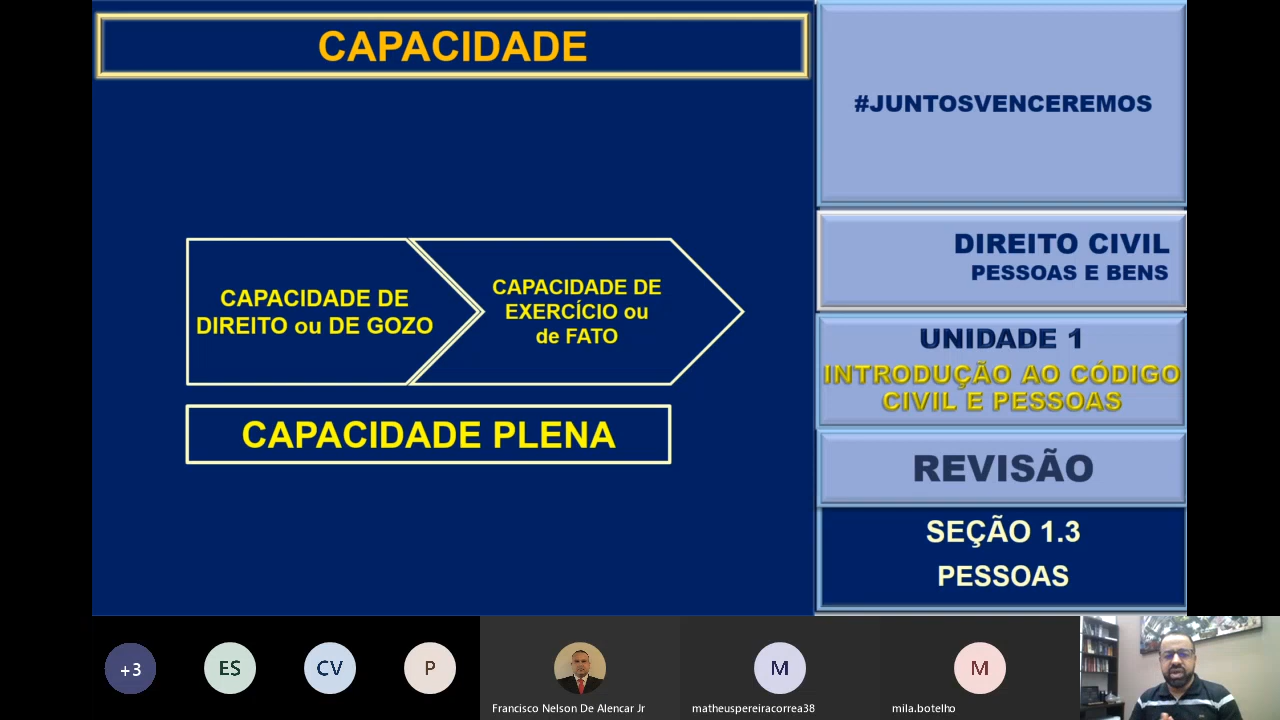 CAPACIDADE
CAPACIDADE DE
DIREITO ou DE GOZO
CAPACIDADE DE
EXERCÍCIO ou
de FATO
CAPACIDADE PLENA
#JUNTOSVENCEREMOS
DIREITO CIVIL
PESSOAS E BENS
UNIDADE 1
INTRODUÇÃO AO CÓDIGO
CIVIL E PESSOAS
REVISÃO
SEÇÃO 1.3
PESSOAS
+3
ES
CV
P
Francisco Nelson De Alencar Jr
M
matheuspereiracorrea38
M
mila.botelho